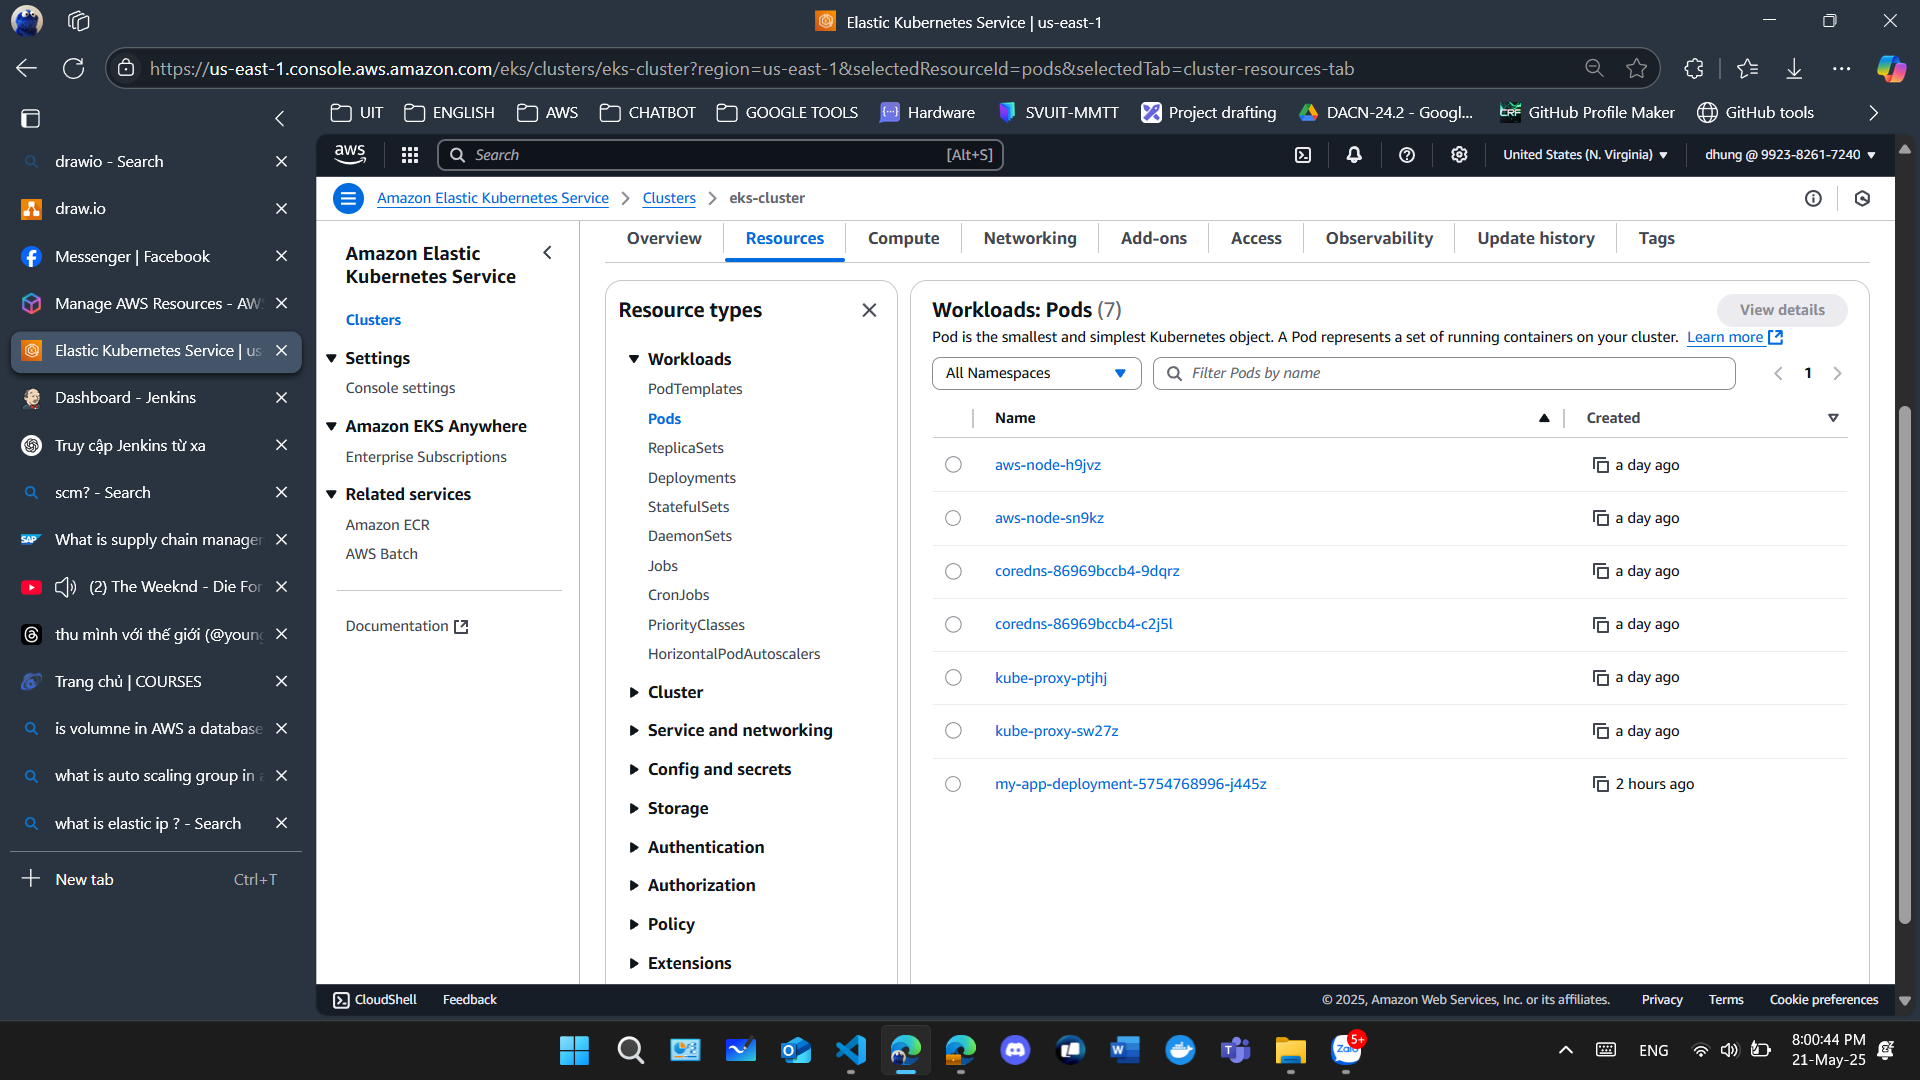 Elastic Kubernetes Service | us-east-1
https://us-east-1.console.aws.amazon.com/eks/clusters/eks-cluster?region=us-east-1&selectedResourceId=pods&selectedTab=cluster-resources-tab
UIT ENGLISH AWS CHATBOT GOOGLE TOOLS Hardware SVUIT-MMTT Project drafting DACN-24.2 - Googl... GitHub Profile Maker GitHub tools
drawio - Search
draw.io
Messenger | Facebook
Manage AWS Resources - AW
Elastic Kubernetes Service | us
Dashboard - Jenkins
Truy cập Jenkins từ xa
scm? - Search
What is supply chain manager
(2) The Weeknd - Die For
thu mình với thế giới (@young
Trang chủ | COURSES
is volumne in AWS a database
what is auto scaling group in a
what is elastic ip ? - Search
New tab Ctrl+T
aws Search [Alt+S] United States (N. Virginia) dhung @ 9923-8261-7240
Amazon Elastic Kubernetes Service Clusters eks-cluster
Amazon Elastic
Kubernetes Service
Clusters
Settings
Console settings
Amazon EKS Anywhere
Enterprise Subscriptions
Related services
Amazon ECR
AWS Batch
Documentation
Overview Resources Compute Networking Add-ons Access Observability Update history Tags
Resource types
Workloads
PodTemplates
Pods
ReplicaSets
Deployments
StatefulSets
DaemonSets
Jobs
CronJobs
PriorityClasses
HorizontalPodAutoscalers
Cluster
Service and networking
Config and secrets
Storage
Authentication
Authorization
Policy
Extensions
Workloads: Pods (7) View details
Pod is the smallest and simplest Kubernetes object. A Pod represents a set of running containers on your cluster. Learn more
All Namespaces Filter Pods by name 1
Name Created
aws-node-h9jvz a day ago
aws-node-sn9kz a day ago
coredns-86969bccb4-9dqrz a day ago
coredns-86969bccb4-c2j5l a day ago
kube-proxy-ptjhj a day ago
kube-proxy-sw27z a day ago
my-app-deployment-5754768996-j445z 2 hours ago
CloudShell Feedback © 2025, Amazon Web Services, Inc. or its affiliates. Privacy Terms Cookie preferences
Zalo 5+
ENG
8:00:44 PM
21-May-25